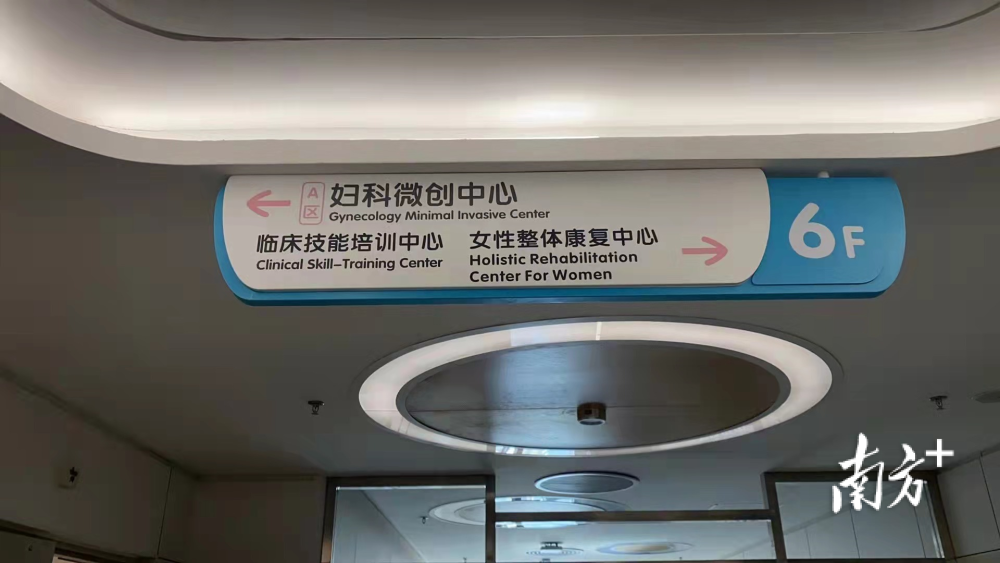 ← A区 妇科微创中心
Gynecology Minimal Invasive Center
临床技能培训中心 女性整体康复中心 →
Clinical Skill-Training Center Holistic Rehabilitation
Center For Women
6F
南方+